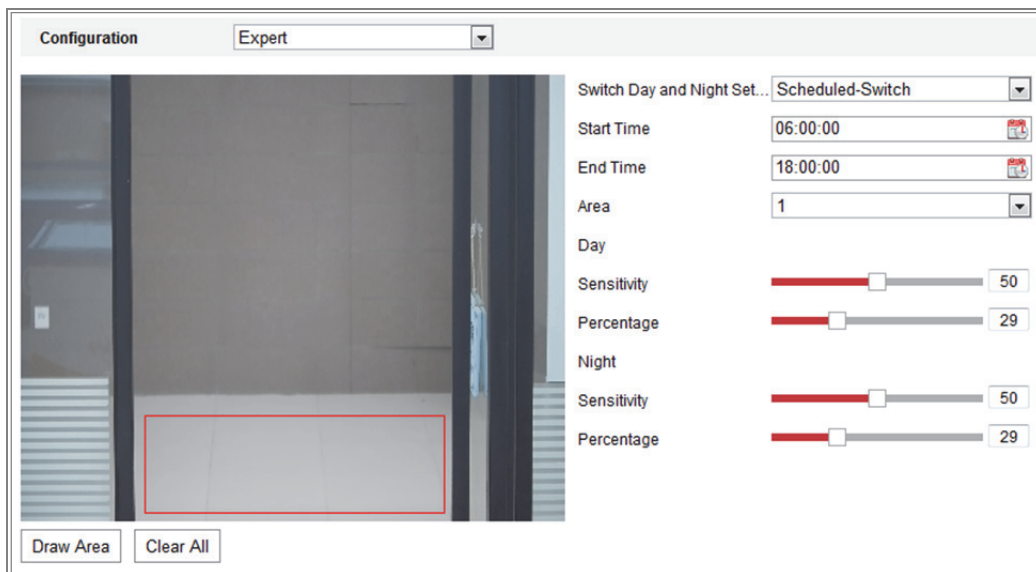 Configuration Expert
Switch Day and Night Set... Scheduled-Switch
Start Time 06:00:00
End Time 18:00:00
Area 1
Day
Sensitivity 50
Percentage 29
Night
Sensitivity 50
Percentage 29
Draw Area Clear All